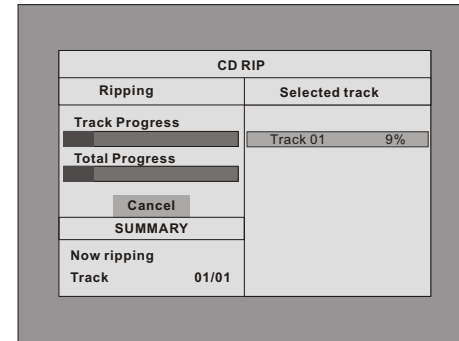 CD RIP
Ripping
Selected track
Track Progress
Track 01 9%
Total Progress
Cancel
SUMMARY
Now ripping
Track 01/01